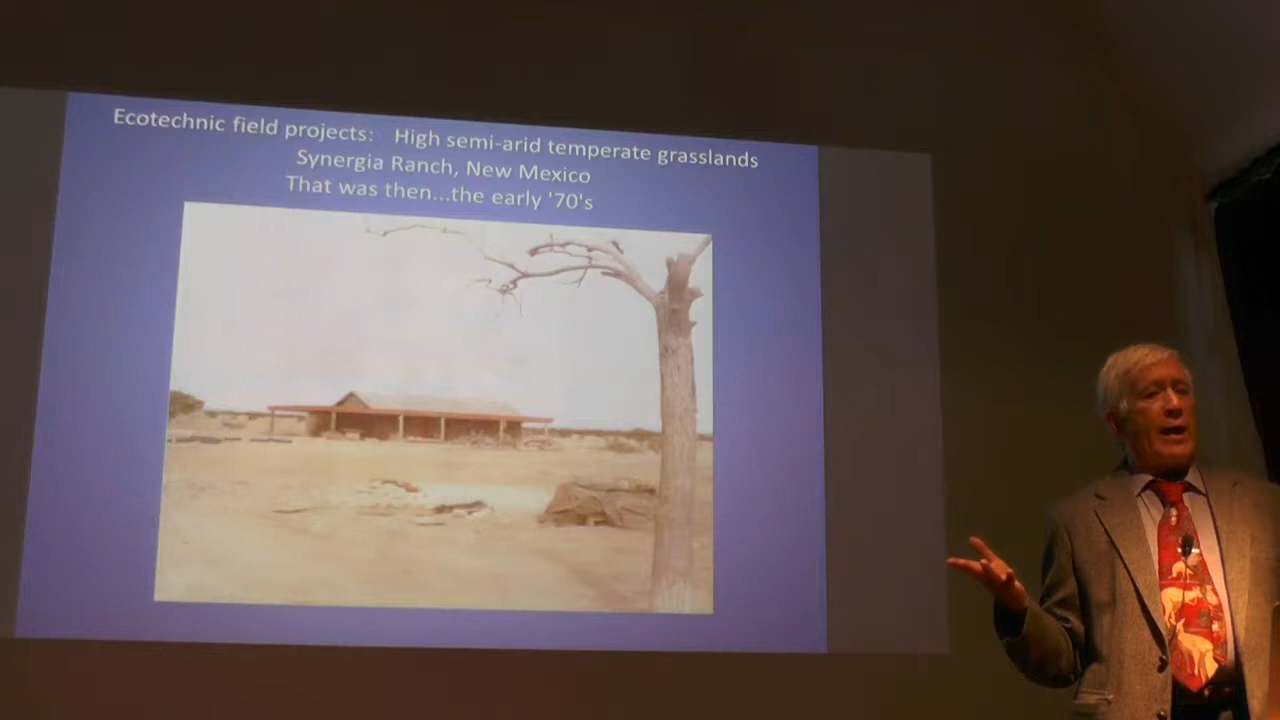 Ecotechnic field projects: High semi-arid temperate grasslands
Synergia Ranch, New Mexico
That was then...the early '70's